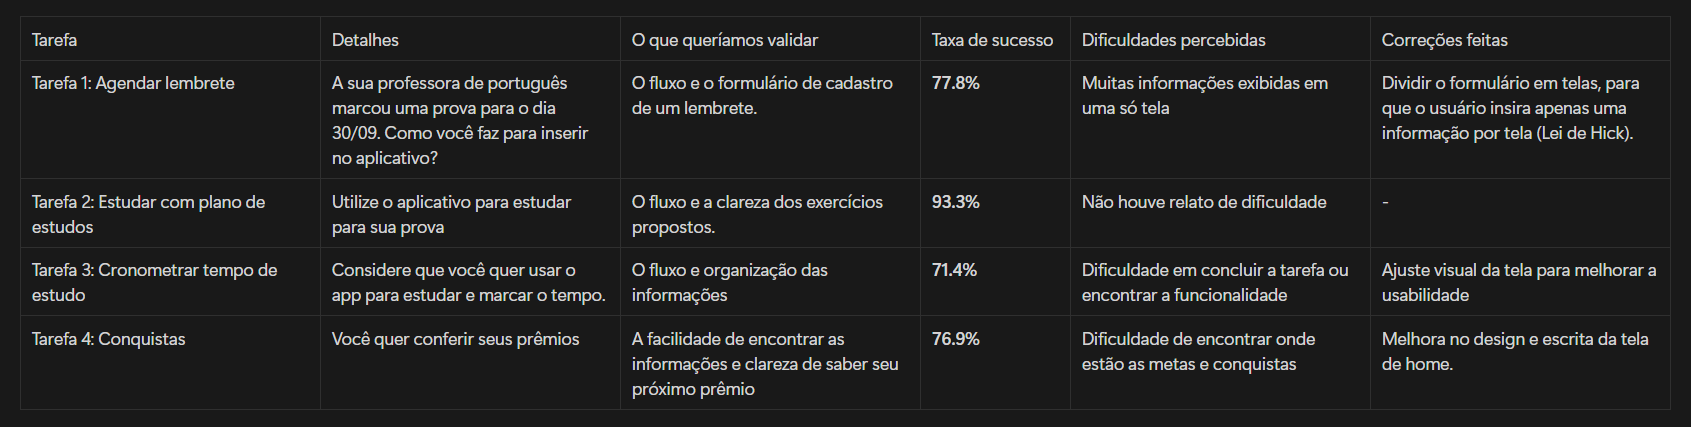 Tarefa
Detalhes
O que queríamos validar
Taxa de sucesso
Dificuldades percebidas
Correções feitas
Tarefa 1: Agendar lembrete
A sua professora de português
marcou uma prova para o dia
30/09. Como você faz para inserir
no aplicativo?
O fluxo e o formulário de cadastro
de um lembrete.
77.8%
Muitas informações exibidas em
uma só tela
Dividir o formulário em telas, para
que o usuário insira apenas uma
informação por tela (Lei de Hick).
Tarefa 2: Estudar com plano de
estudos
Utilize o aplicativo para estudar
para sua prova
O fluxo e a clareza dos exercícios
propostos.
93.3%
Não houve relato de dificuldade
-
Tarefa 3: Cronometrar tempo de
estudo
Considere que você quer usar o
app para estudar e marcar o tempo.
O fluxo e organização das
informações
71.4%
Dificuldade em concluir a tarefa ou
encontrar a funcionalidade
Ajuste visual da tela para melhorar a
usabilidade
Tarefa 4: Conquistas
Você quer conferir seus prêmios
A facilidade de encontrar as
informações e clareza de saber seu
próximo prêmio
76.9%
Dificuldade de encontrar onde
estão as metas e conquistas
Melhora no design e escrita da tela
de home.